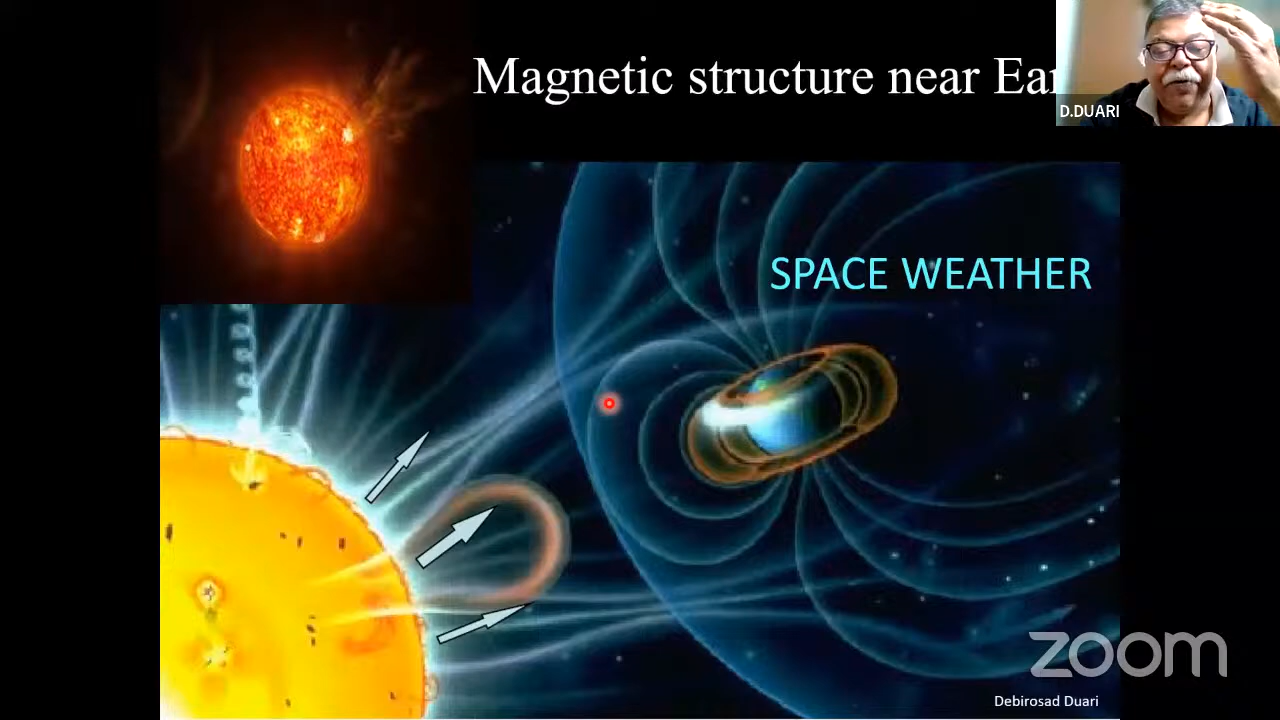 Magnetic structure near Ear
D.DUARI
SPACE WEATHER
zoom
Debirosad Duari